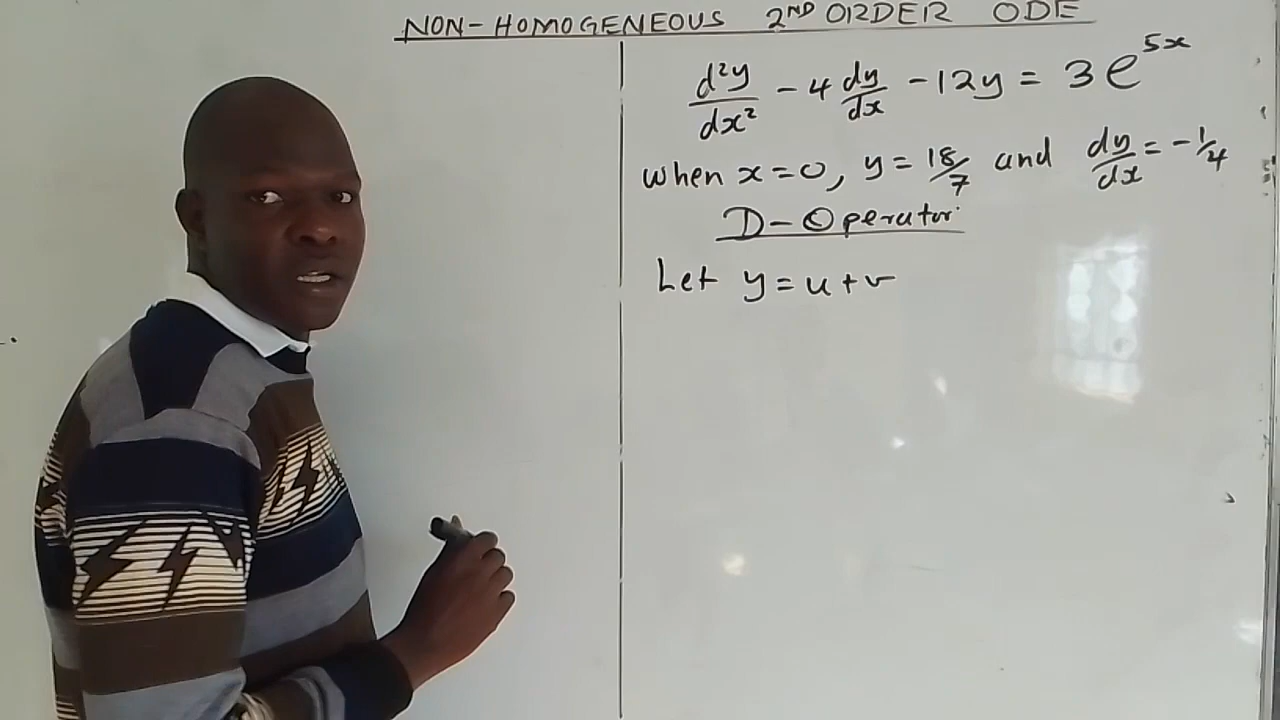 NON-HOMOGENEOUS 2ND ORDER ODE
d²y/dx² - 4 dy/dx - 12y = 3e^5x
when x=0, y = 18/7 and dy/dx = -1/4
D-Operator
Let y = u + v